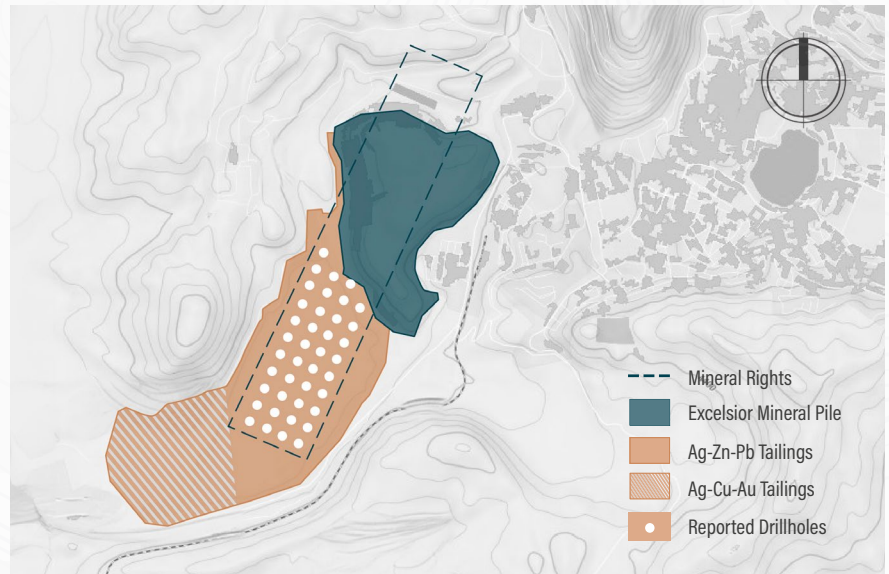 Mineral Rights
Excelsior Mineral Pile
Ag-Zn-Pb Tailings
Ag-Cu-Au Tailings
Reported Drillholes